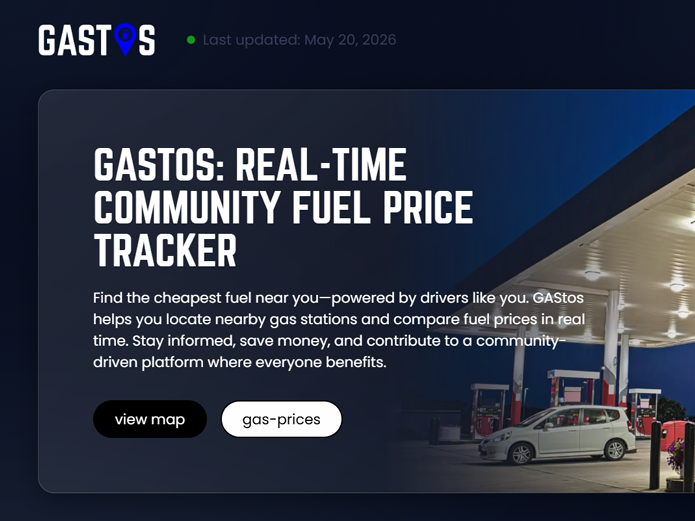 GASTOS
Last updated: May 20, 2026
GASTOS: REAL-TIME
COMMUNITY FUEL PRICE
TRACKER
Find the cheapest fuel near you—powered by drivers like you. GAStos
helps you locate nearby gas stations and compare fuel prices in real
time. Stay informed, save money, and contribute to a community-
driven platform where everyone benefits.
view map
gas-prices